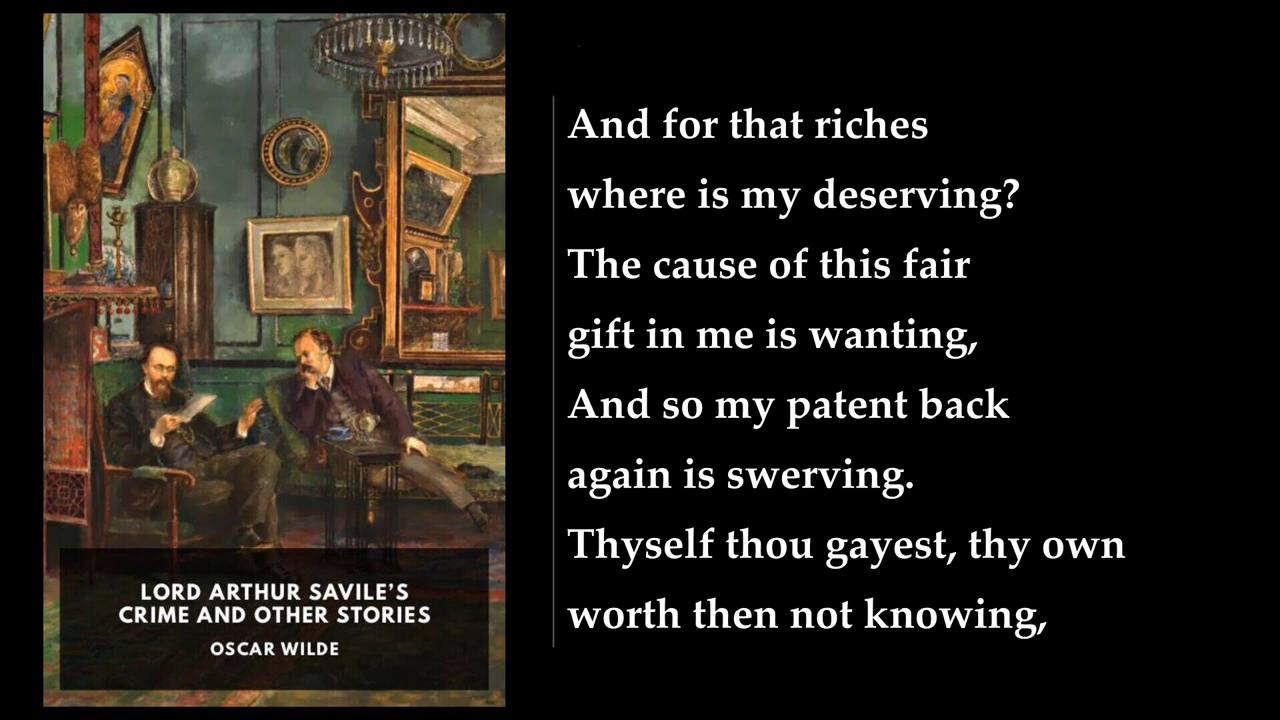 LORD ARTHUR SAVILE’S
CRIME AND OTHER STORIES
OSCAR WILDE
And for that riches
where is my deserving?
The cause of this fair
gift in me is wanting,
And so my patent back
again is swerving.
Thyself thou gayest, thy own
worth then not knowing,